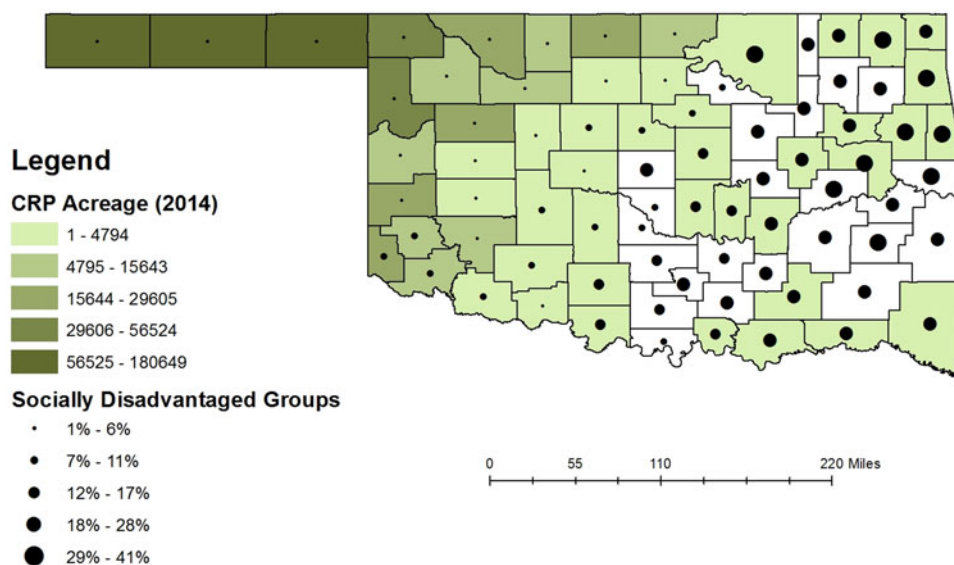 Legend
CRP Acreage (2014)
1 - 4794
4795 - 15643
15644 - 29605
29606 - 56524
56525 - 180649
Socially Disadvantaged Groups
1% - 6%
7% - 11%
12% - 17%
18% - 28%
29% - 41%
0 55 110 220 Miles